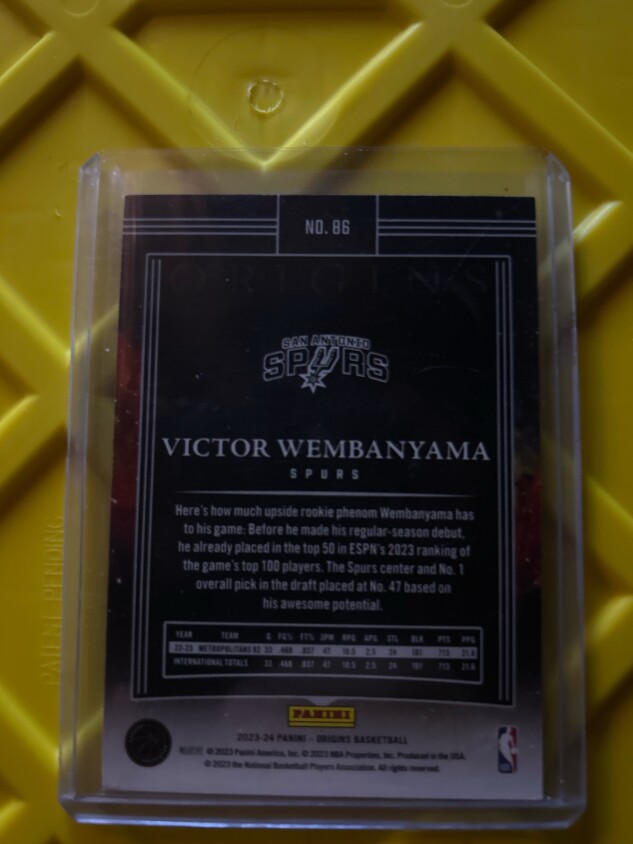 NO. 86
ORIGINS
SAN ANTONIO
SPURS
VICTOR WEMBANYAMA
SPURS
Here's how much upside rookie phenom Wembanyama has
to his game: Before he made his regular-season debut,
he already placed in the top 50 in ESPN's 2023 ranking of
the game's top 100 players. The Spurs center and No. 1
overall pick in the draft placed at No. 47 based on
his awesome potential.
YEAR TEAM G FG% FT% 3PM RPG APG STL BLK PTS PPG
22-23 METROPOLITANS 92 33 .468 .837 47 10.5 2.5 24 101 713 21.6
INTERNATIONAL TOTALS 33 .468 .837 47 10.5 2.5 24 101 713 21.6
PANINI
2023-24 PANINI – ORIGINS BASKETBALL
© 2023 Panini America, Inc. © 2023 NBA Properties, Inc. Produced in the USA.
© 2023 the National Basketball Players Association. All rights reserved.
PATENT PENDING